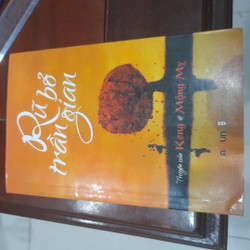 Rũ bỏ
trần gian
Truyện của Keng & Mộng My